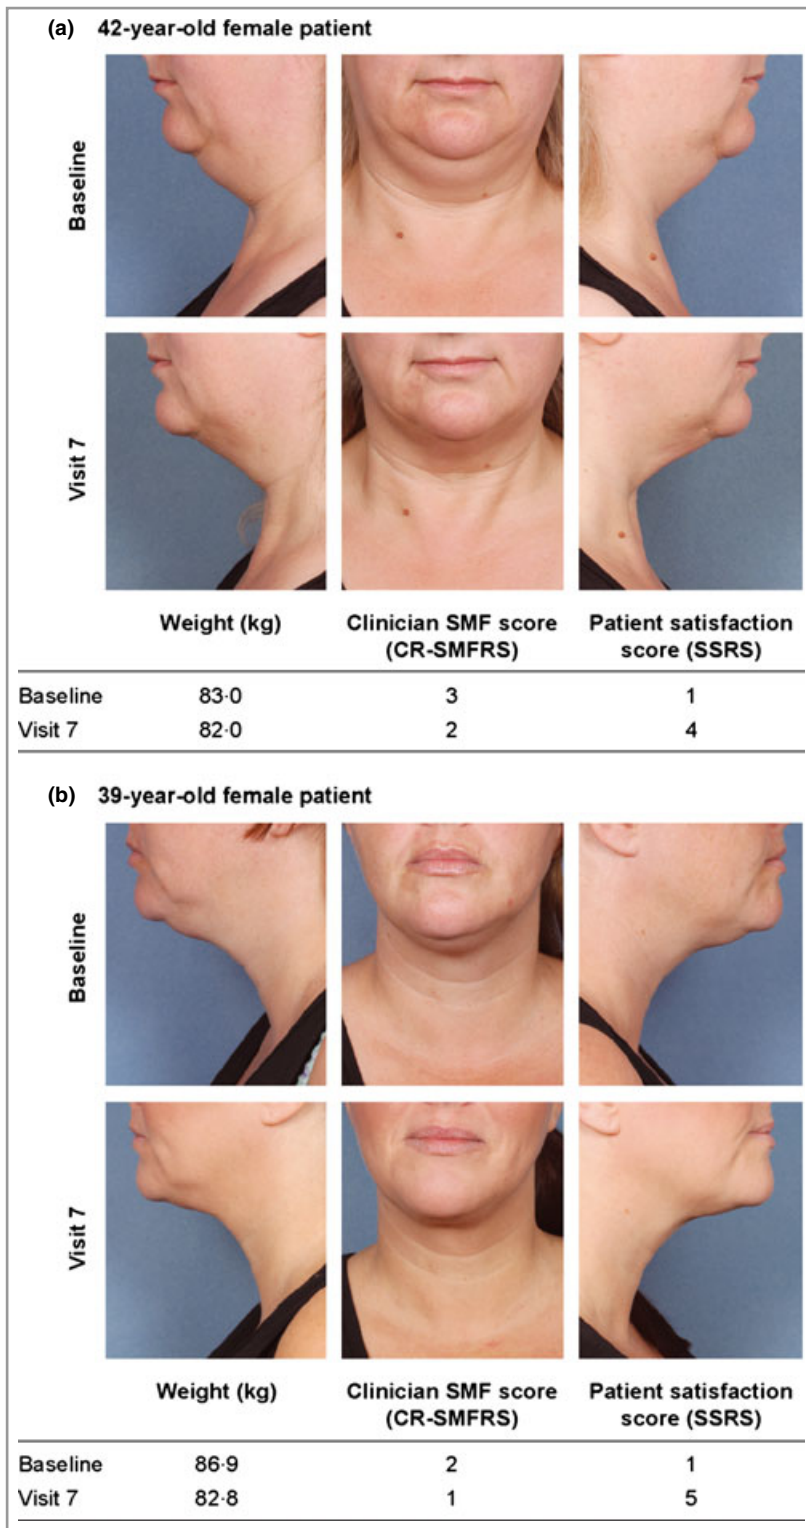 (a) 42-year-old female patient
Baseline
Visit 7
Weight (kg) Clinician SMF score (CR-SMFRS) Patient satisfaction score (SSRS)
Baseline 83·0 3 1
Visit 7 82·0 2 4
(b) 39-year-old female patient
Baseline
Visit 7
Weight (kg) Clinician SMF score (CR-SMFRS) Patient satisfaction score (SSRS)
Baseline 86·9 2 1
Visit 7 82·8 1 5